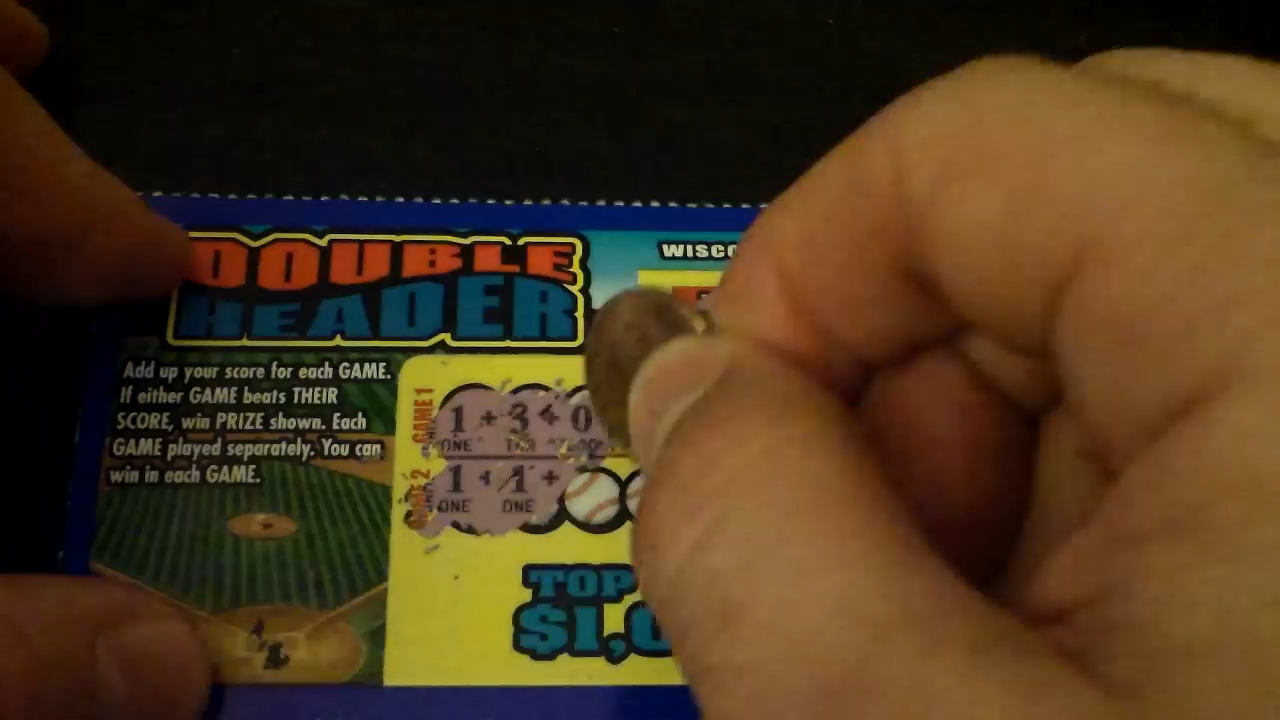 DOUBLE
HEADER
WISCO
Add up your score for each GAME.
If either GAME beats THEIR
SCORE, win PRIZE shown. Each
GAME played separately. You can
win in each GAME.
GAME 1
1 + 3 + 0
ONE
GAME 2
1 + 1 +
ONE ONE
TOP
$1,0